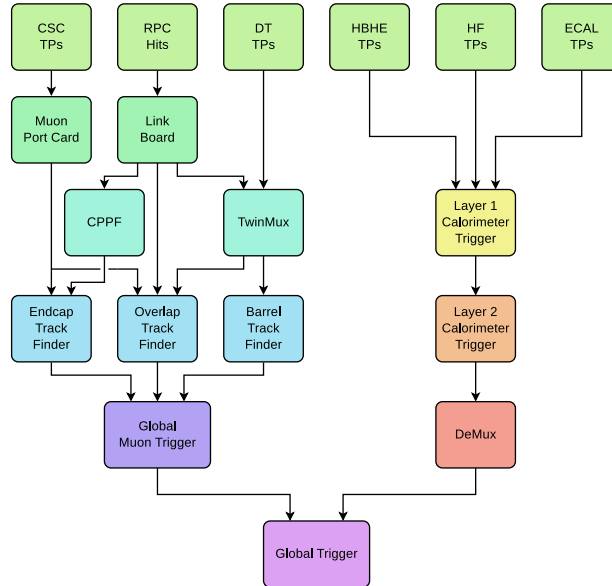 CSC
TPs
RPC
Hits
DT
TPs
HBHE
TPs
HF
TPs
ECAL
TPs
Muon
Port Card
Link
Board
CPPF
TwinMux
Layer 1
Calorimeter
Trigger
Endcap
Track
Finder
Overlap
Track
Finder
Barrel
Track
Finder
Layer 2
Calorimeter
Trigger
Global
Muon Trigger
DeMux
Global Trigger